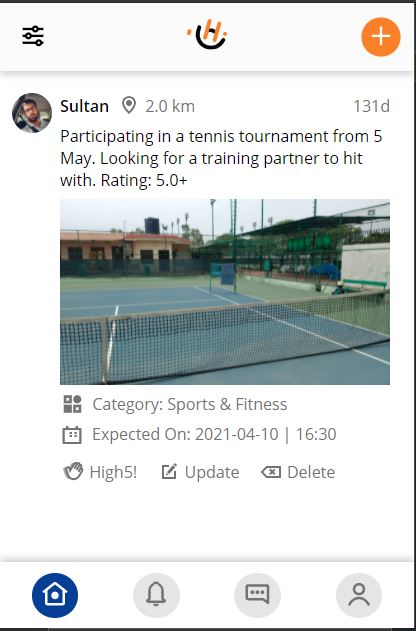 Sultan 2.0 km 131d
Participating in a tennis tournament from 5
May. Looking for a training partner to hit
with. Rating: 5.0+
Category: Sports & Fitness
Expected On: 2021-04-10 | 16:30
High5! Update Delete